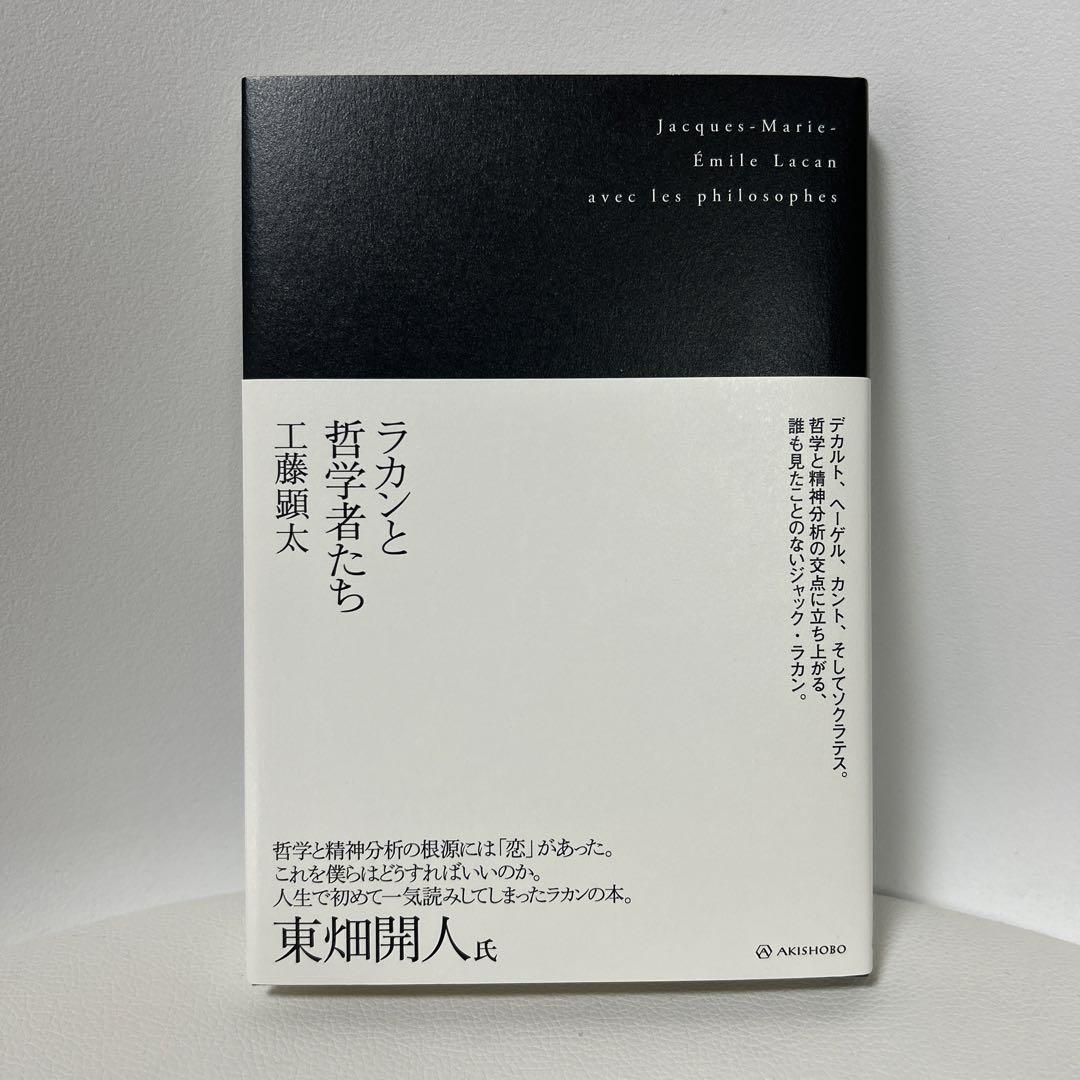 Jacques-Marie-
Émile Lacan
avec les philosophes
デカルト、ヘーゲル、カント、そしてソクラテス。
哲学と精神分析の交点に立ち上がる、
誰も見たことのないジャック・ラカン。
ラカンと
哲学者たち
工藤顕太
哲学と精神分析の根源には「恋」があった。
これを僕らはどうすればいいのか。
人生で初めて一気読みしてしまったラカンの本。
東畑開人氏
AKISHOBO